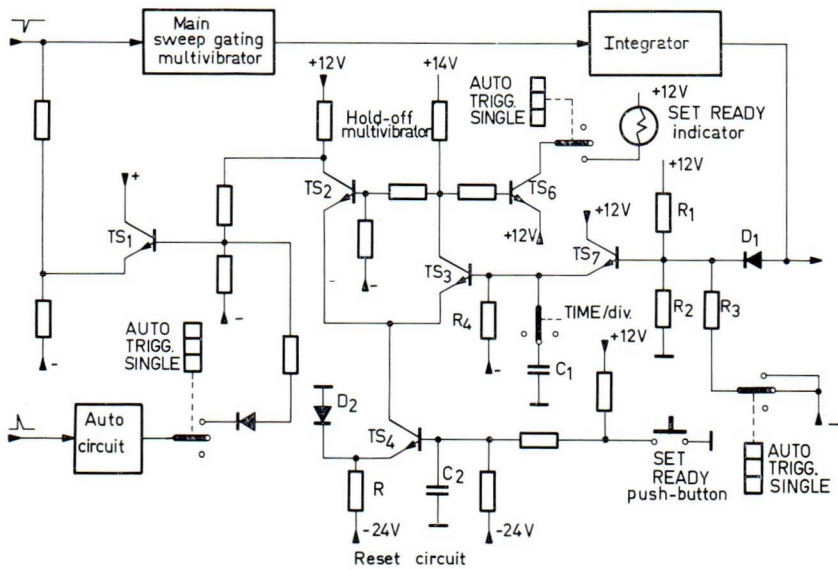 Main
sweep gating
multivibrator
Integrator
+12V
+14V
AUTO
TRIGG.
SINGLE
+12V
SET READY
indicator
Hold-off
multivibrator
+12V
+
TS2
TS6
R1
+12V
TS1
+12V
D1
TS3
TS7
-
-
-
R4
TIME/div.
R2
R3
-
+12V
AUTO
TRIGG.
SINGLE
-
C1
-
D2
Auto
circuit
TS4
SET
READY
push-button
AUTO
TRIGG.
SINGLE
C2
R
-24V
-24V
Reset circuit